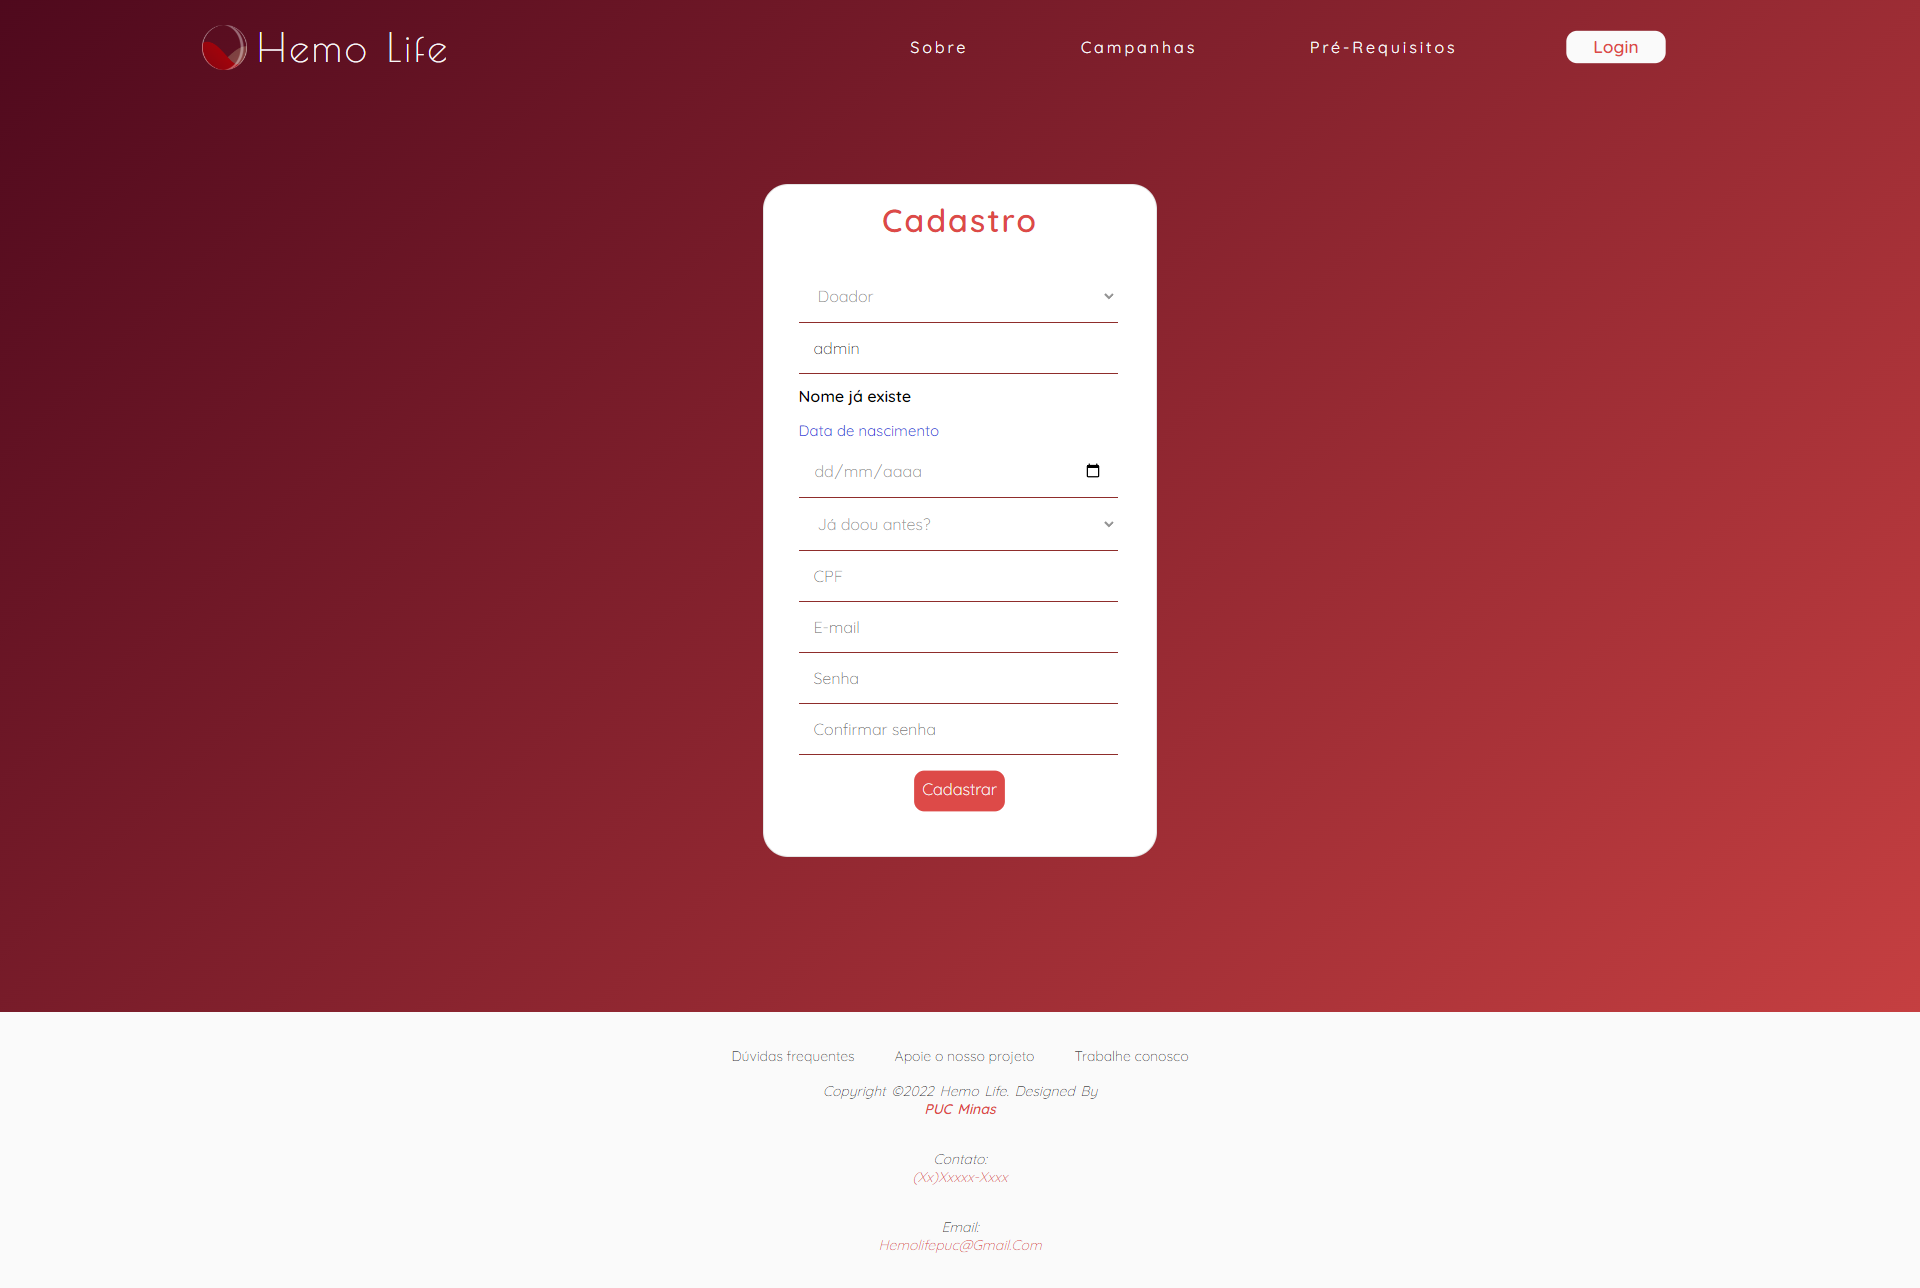 Hemo Life
Sobre
Campanhas
Pré-Requisitos
Login
Cadastro
Doador
admin
Nome já existe
Data de nascimento
dd/mm/aaaa
Já doou antes?
CPF
E-mail
Senha
Confirmar senha
Cadastrar
Dúvidas frequentes
Apoie o nosso projeto
Trabalhe conosco
Copyright ©2022 Hemo Life. Designed By
PUC Minas
Contato:
(Xx)Xxxxx-Xxxx
Email:
Hemolifepuc@Gmail.Com